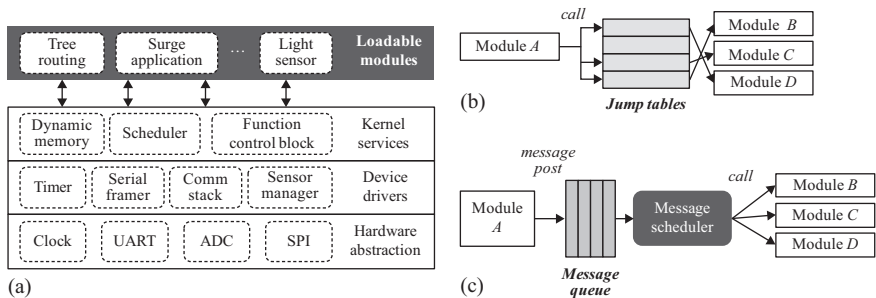 Tree
routing
Surge
application
...
Light
sensor
Loadable
modules
Dynamic
memory
Scheduler
Function
control block
Kernel
services
Timer
Serial
framer
Comm
stack
Sensor
manager
Device
drivers
Clock
UART
ADC
SPI
Hardware
abstraction
(a)
call
Module A
Module B
Module C
Module D
Jump tables
(b)
message
post
call
Module
A
Message
scheduler
Module B
Module C
Module D
Message
queue
(c)